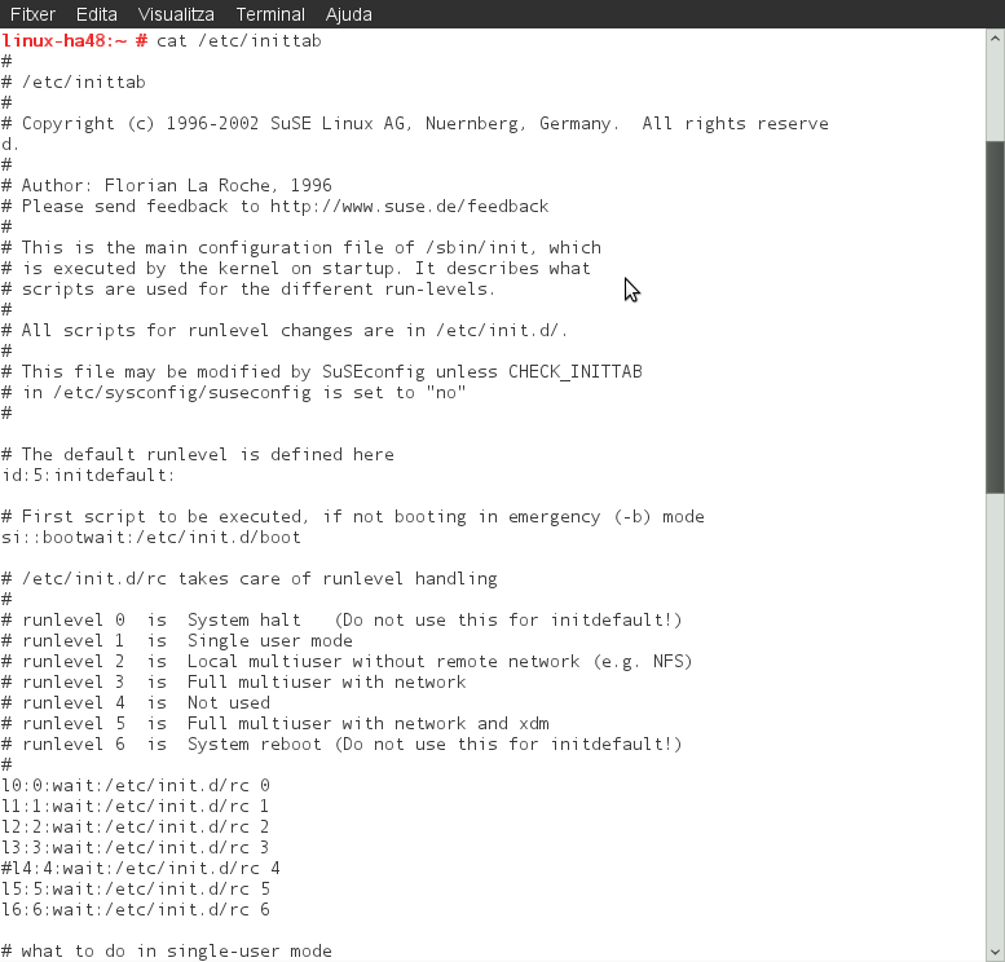 Fitxer Edita Visualitza Terminal Ajuda
linux-ha48:~ # cat /etc/inittab
#
# /etc/inittab
#
# Copyright (c) 1996-2002 SuSE Linux AG, Nuernberg, Germany.  All rights reserve
d.
#
# Author: Florian La Roche, 1996
# Please send feedback to http://www.suse.de/feedback
#
# This is the main configuration file of /sbin/init, which
# is executed by the kernel on startup. It describes what
# scripts are used for the different run-levels.
#
# All scripts for runlevel changes are in /etc/init.d/.
#
# This file may be modified by SuSEconfig unless CHECK_INITTAB
# in /etc/sysconfig/suseconfig is set to "no"
#

# The default runlevel is defined here
id:5:initdefault:

# First script to be executed, if not booting in emergency (-b) mode
si::bootwait:/etc/init.d/boot

# /etc/init.d/rc takes care of runlevel handling
#
# runlevel 0  is  System halt   (Do not use this for initdefault!)
# runlevel 1  is  Single user mode
# runlevel 2  is  Local multiuser without remote network (e.g. NFS)
# runlevel 3  is  Full multiuser with network
# runlevel 4  is  Not used
# runlevel 5  is  Full multiuser with network and xdm
# runlevel 6  is  System reboot (Do not use this for initdefault!)
#
l0:0:wait:/etc/init.d/rc 0
l1:1:wait:/etc/init.d/rc 1
l2:2:wait:/etc/init.d/rc 2
l3:3:wait:/etc/init.d/rc 3
#l4:4:wait:/etc/init.d/rc 4
l5:5:wait:/etc/init.d/rc 5
l6:6:wait:/etc/init.d/rc 6

# what to do in single-user mode